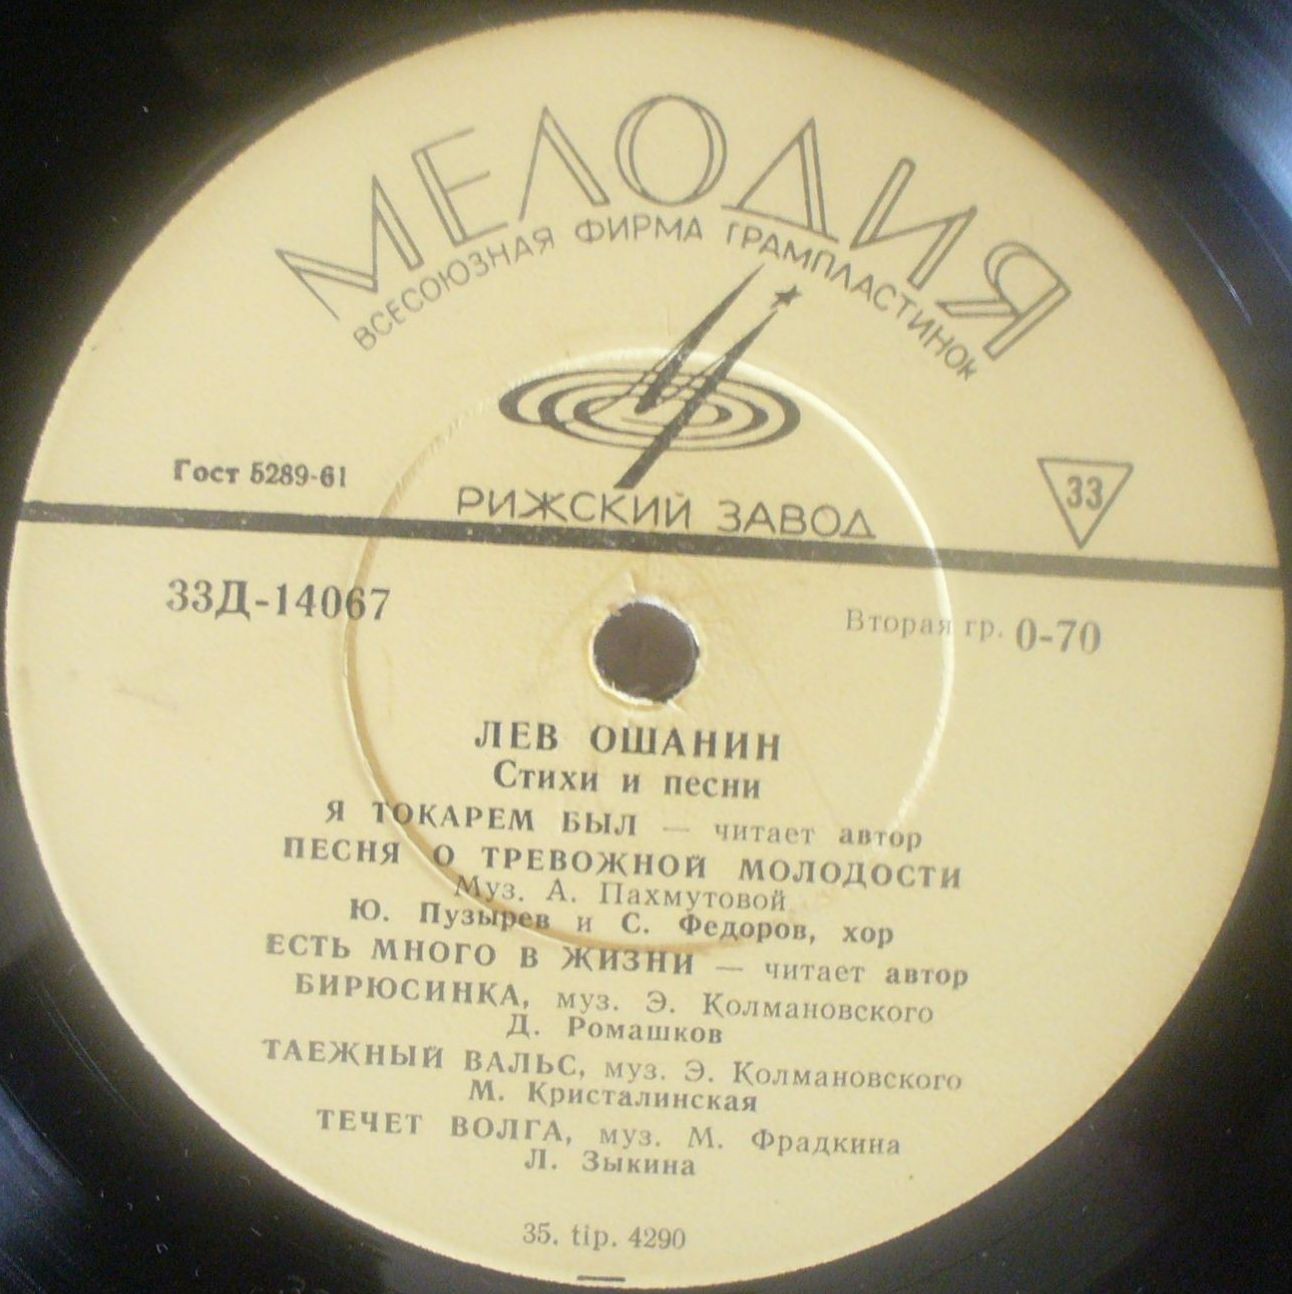 МЕЛОДИЯ
ВСЕСОЮЗНАЯ ФИРМА ГРАМПЛАСТИНОК
Гост 5289-61
РИЖСКИЙ ЗАВОД
33
33Д-14067
Вторая гр. 0-70
ЛЕВ ОШАНИН
Стихи и песни
Я ТОКАРЕМ БЫЛ — читает автор
ПЕСНЯ О ТРЕВОЖНОЙ МОЛОДОСТИ
Муз. А. Пахмутовой
Ю. Пузырев и С. Федоров, хор
ЕСТЬ МНОГО В ЖИЗНИ — читает автор
БИРЮСИНКА, муз. Э. Колмановского
Д. Ромашков
ТАЕЖНЫЙ ВАЛЬС, муз. Э. Колмановского
М. Кристалинская
ТЕЧЕТ ВОЛГА, муз. М. Фрадкина
Л. Зыкина
35. tip. 4290